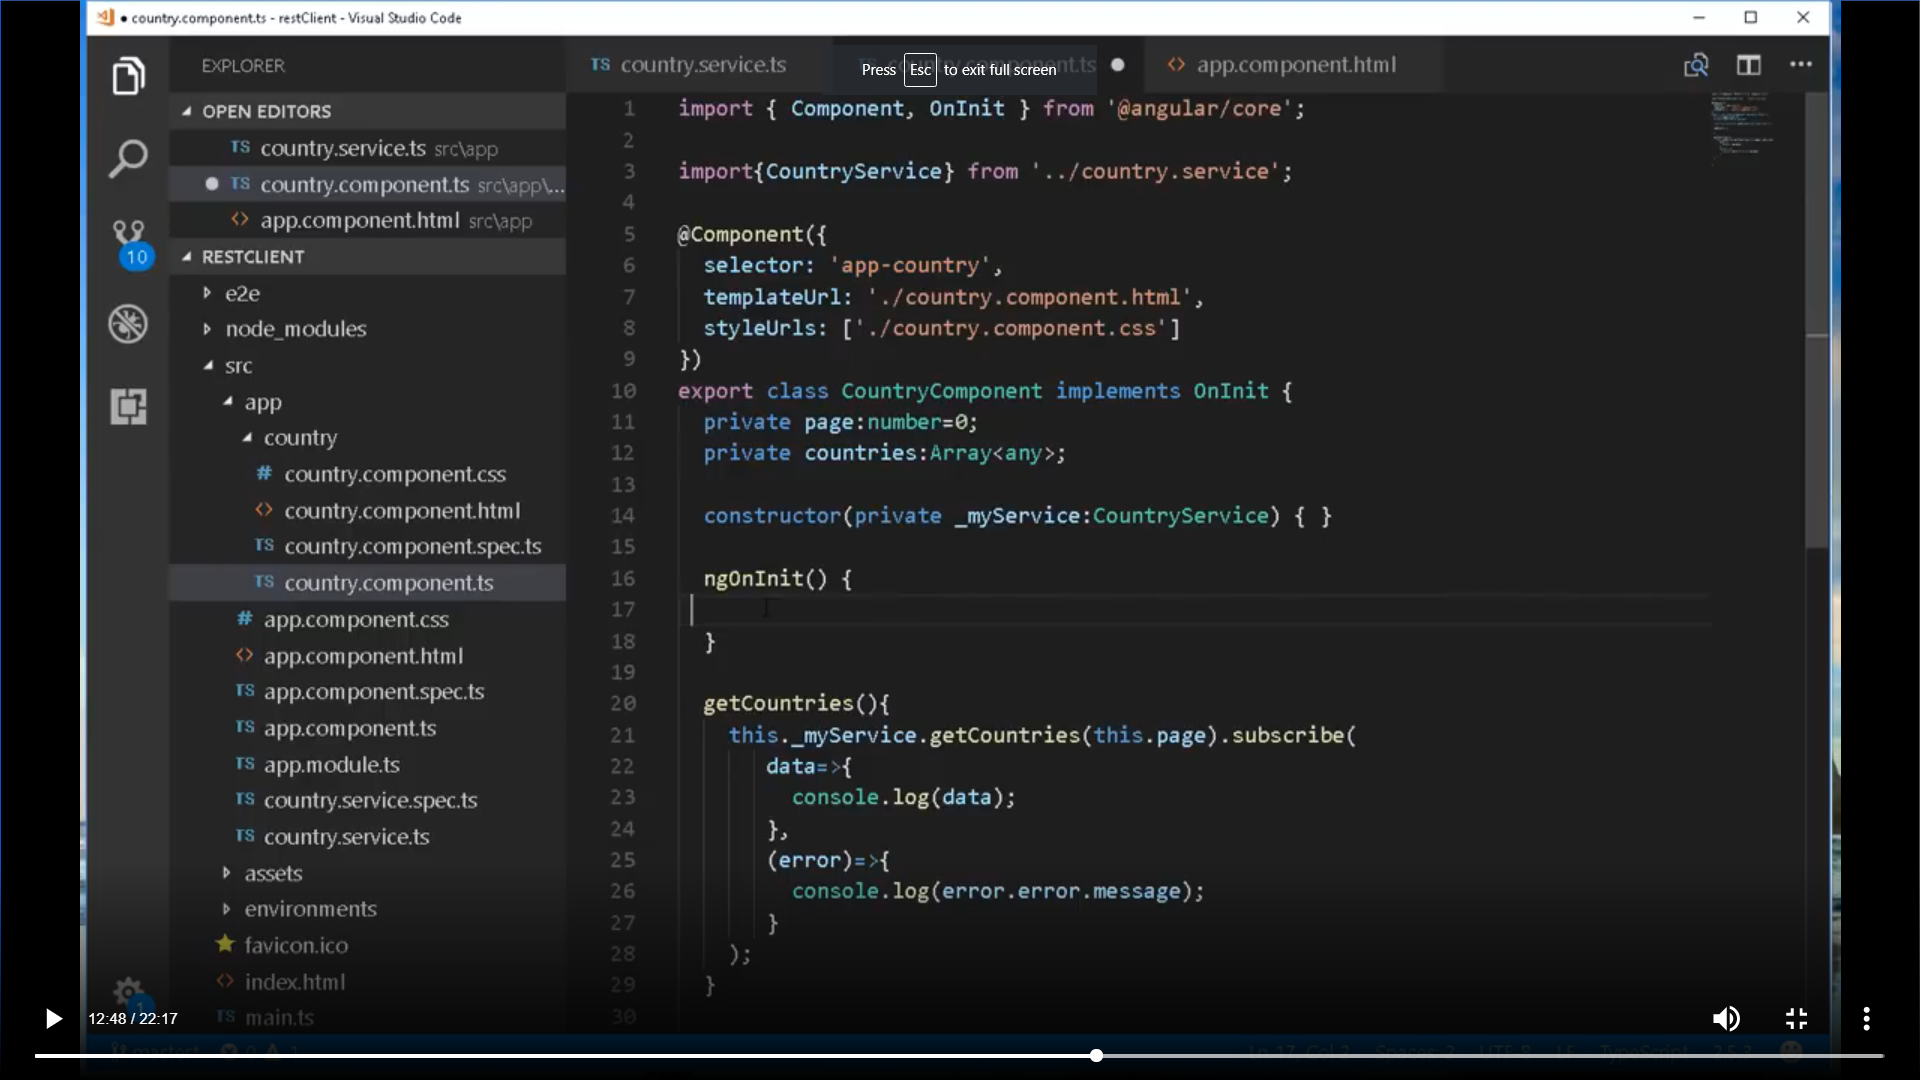 country.component.ts - restClient - Visual Studio Code
EXPLORER
OPEN EDITORS
TS country.service.ts src\app
TS country.component.ts src\app\...
<> app.component.html src\app
10
RESTCLIENT
e2e
node_modules
src
app
country
# country.component.css
<> country.component.html
TS country.component.spec.ts
TS country.component.ts
# app.component.css
<> app.component.html
TS app.component.spec.ts
TS app.component.ts
TS app.module.ts
TS country.service.spec.ts
TS country.service.ts
assets
environments
favicon.ico
<> index.html
TS main.ts
1
TS country.service.ts
Press Esc to exit full screen
<> app.component.html
1 import { Component, OnInit } from '@angular/core';
2
3 import{CountryService} from '../country.service';
4
5 @Component({
6 selector: 'app-country',
7 templateUrl: './country.component.html',
8 styleUrls: ['./country.component.css']
9 })
10 export class CountryComponent implements OnInit {
11 private page:number=0;
12 private countries:Array<any>;
13
14 constructor(private _myService:CountryService) { }
15
16 ngOnInit() {
17
18 }
19
20 getCountries(){
21 this._myService.getCountries(this.page).subscribe(
22 data=>{
23 console.log(data);
24 },
25 (error)=>{
26 console.log(error.error.message);
27 }
28 );
29 }
30
12:48 / 22:17